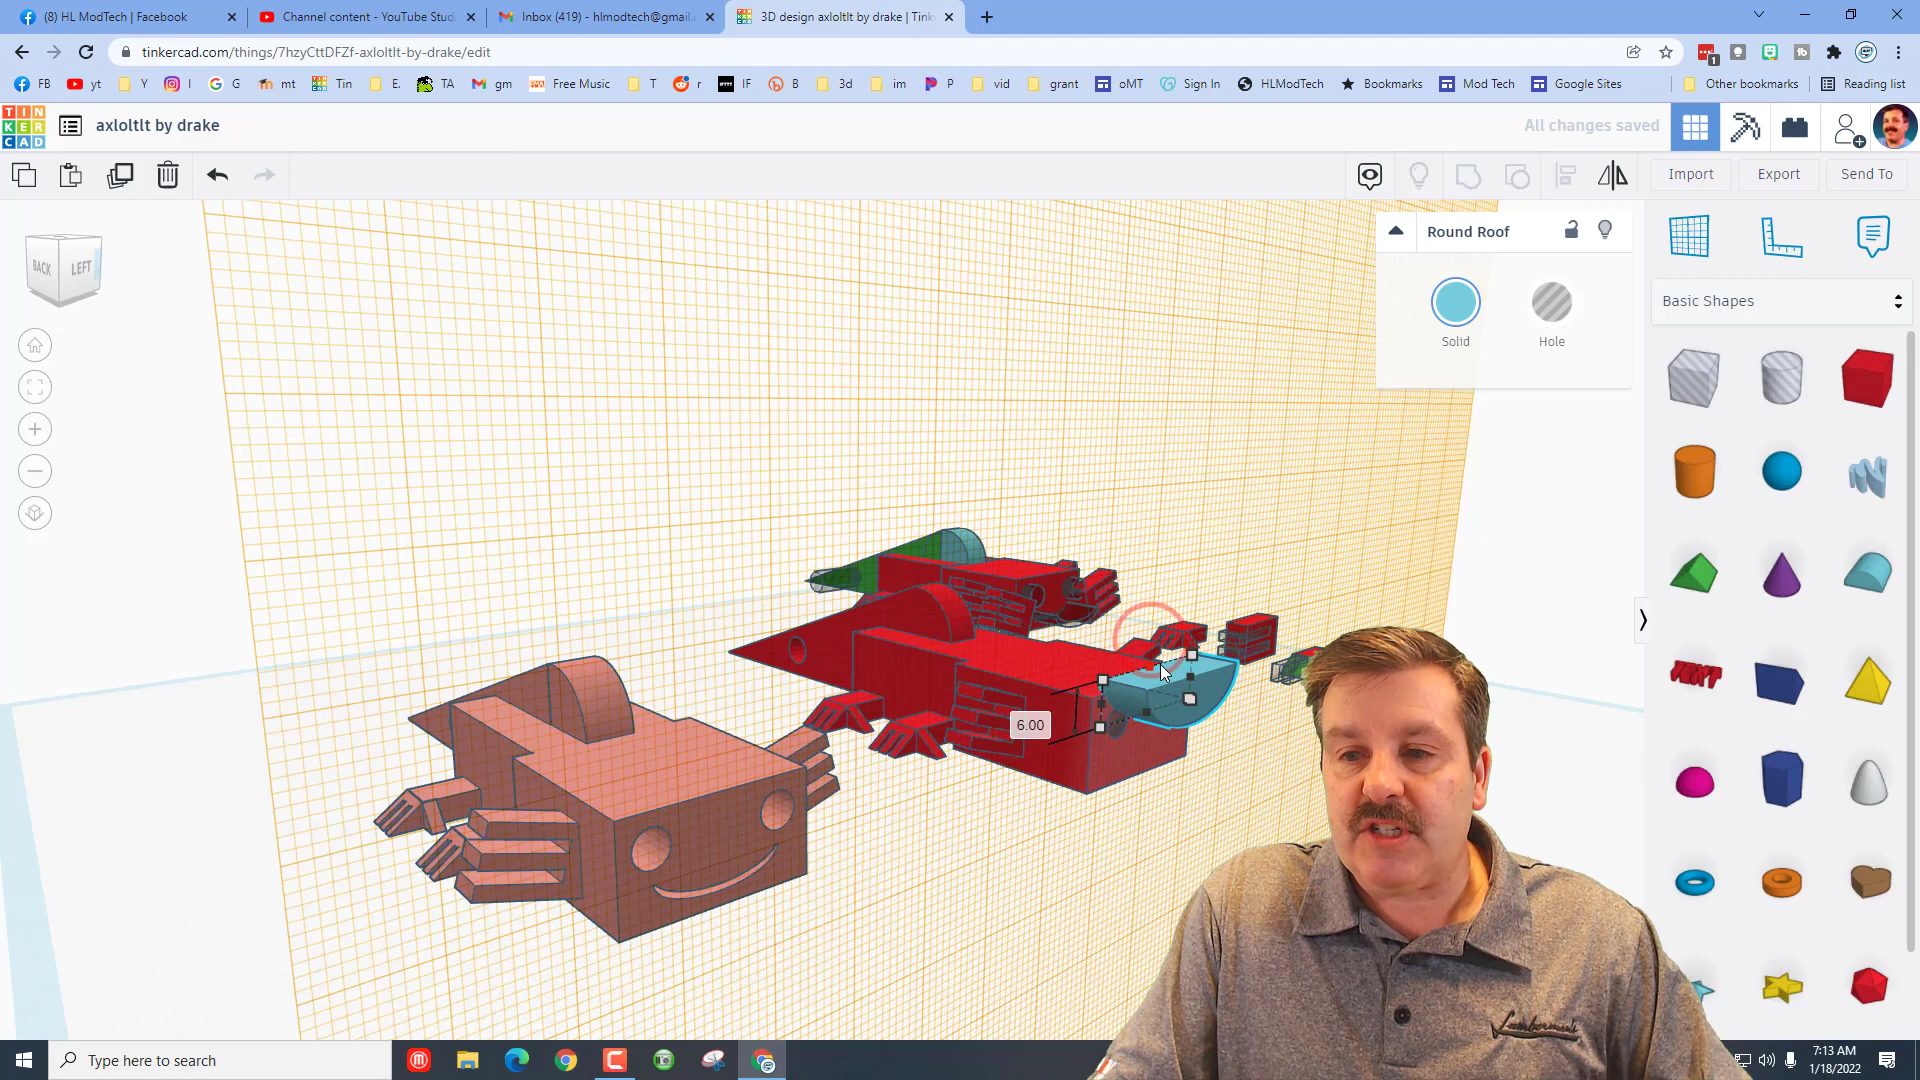 (8) HL ModTech | Facebook
Channel content - YouTube Stud
Inbox (419) - hlmodtech@gmail.
3D design axloltlt by drake | Tink
tinkercad.com/things/7hzyCttDFZf-axloltlt-by-drake/edit
1
FB
yt
Y
I
G
mt
Tin
E.
TA
gm
Free Music
T
r
IF
B
3d
im
P
vid
grant
oMT
Sign In
HLModTech
Bookmarks
Mod Tech
Google Sites
Other bookmarks
Reading list
TIN
KER
CAD
axloltlt by drake
All changes saved
Import
Export
Send To
BACK
LEFT
Round Roof
Solid
Hole
Basic Shapes
6.00
TEXT
Type here to search
7:13 AM
1/18/2022